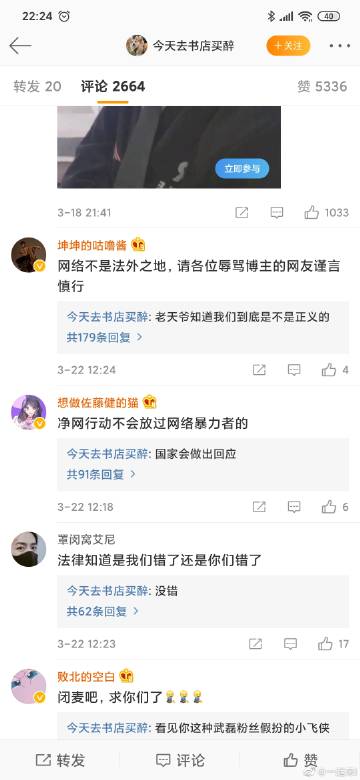 22:24
40
今天去书店买醉
+关注
转发 20
评论 2664
赞 5336
立即参与
3-18 21:41
1033
坤坤的咕噜酱
网络不是法外之地，请各位辱骂博主的网友谨言
慎行
今天去书店买醉: 老天爷知道我们到底是不是正义的
共179条回复 >
3-22 12:24
4
想做佐藤健的猫
净网行动不会放过网络暴力者的
今天去书店买醉: 国家会做出回应
共91条回复 >
3-22 12:18
6
罩闵窝艾尼
法律知道是我们错了还是你们错了
今天去书店买醉: 没错
共62条回复 >
3-22 12:23
17
败北的空白
闭麦吧，求你们了
今天去书店买醉: 看见你这种武磊粉丝假扮的小飞侠
转发
评论
赞